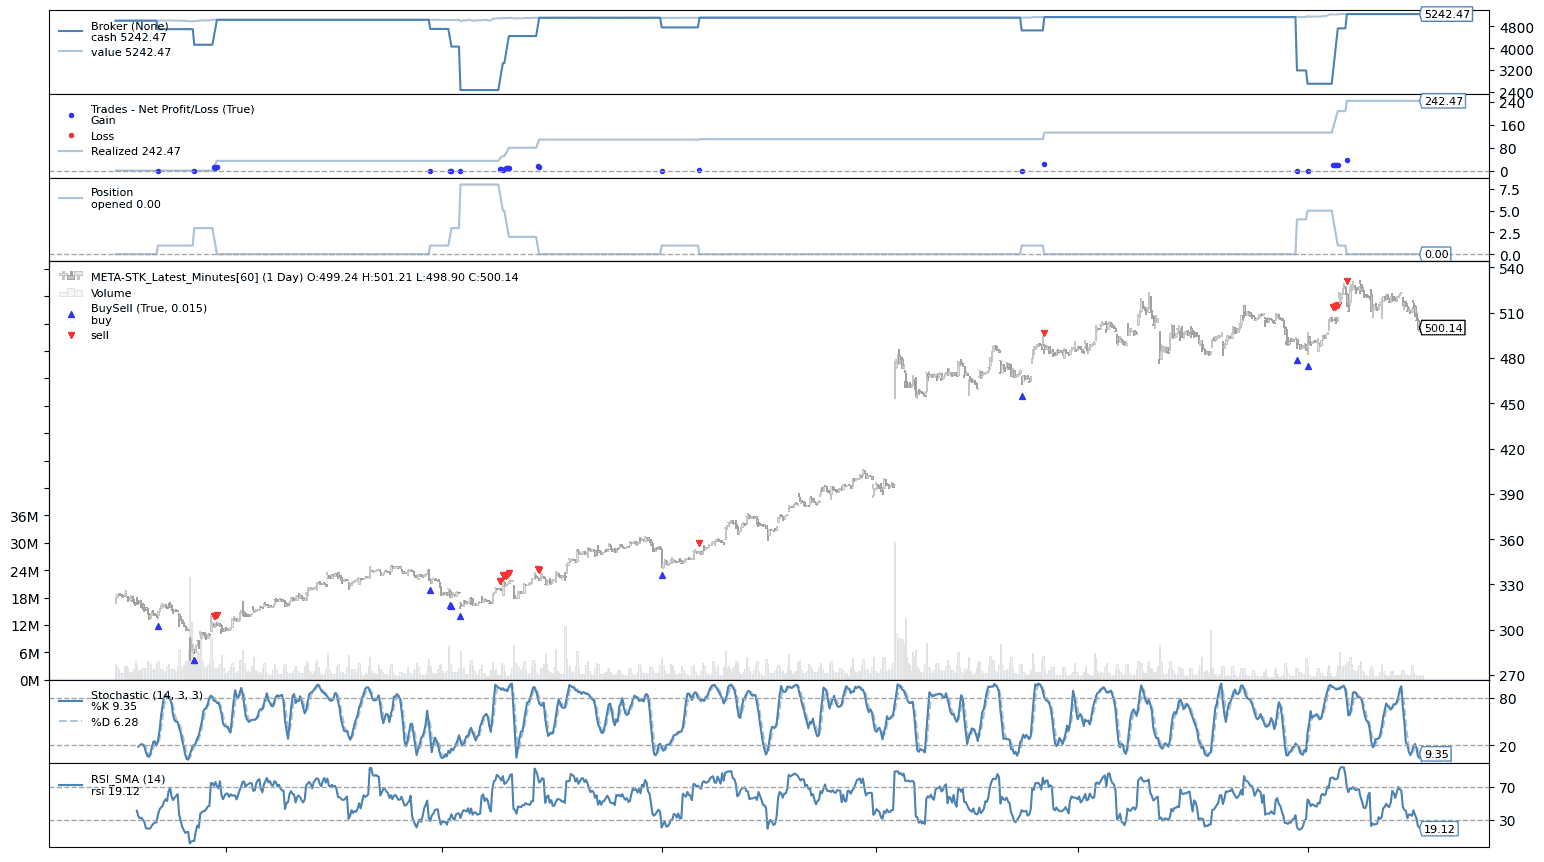 Broker (None)
cash 5242.47
value 5242.47
5242.47
4800
4000
3200
2400
Trades - Net Profit/Loss (True)
Gain
Loss
Realized 242.47
242.47
240
160
80
0
Position
opened 0.00
7.5
5.0
2.5
0.0
0.00
META-STK_Latest_Minutes[60] (1 Day) O:499.24 H:501.21 L:498.90 C:500.14
Volume
BuySell (True, 0.015)
buy
sell
540
510
500.14
480
450
420
390
360
330
300
270
36M
30M
24M
18M
12M
6M
0M
Stochastic (14, 3, 3)
%K 9.35
%D 6.28
80
20
9.35
RSI_SMA (14)
rsi 19.12
70
30
19.12